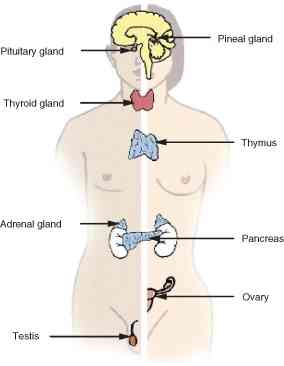 Pineal gland
Pituitary gland
Thyroid gland
Thymus
Adrenal gland
Pancreas
Ovary
Testis